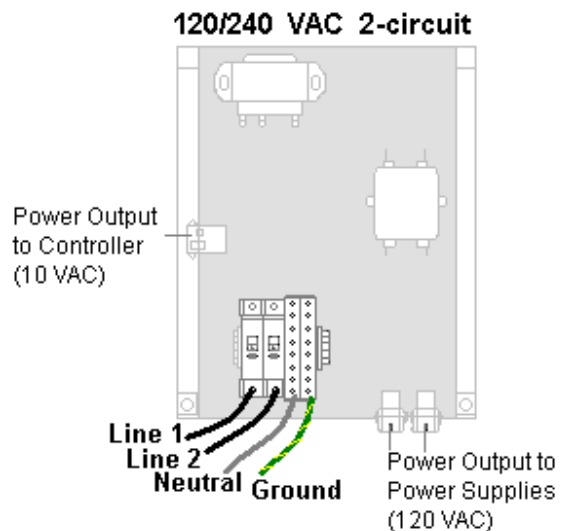 120/240 VAC 2-circuit
Power Output
to Controller
(10 VAC)
Line 1
Line 2
Neutral
Ground
Power Output to
Power Supplies
(120 VAC)